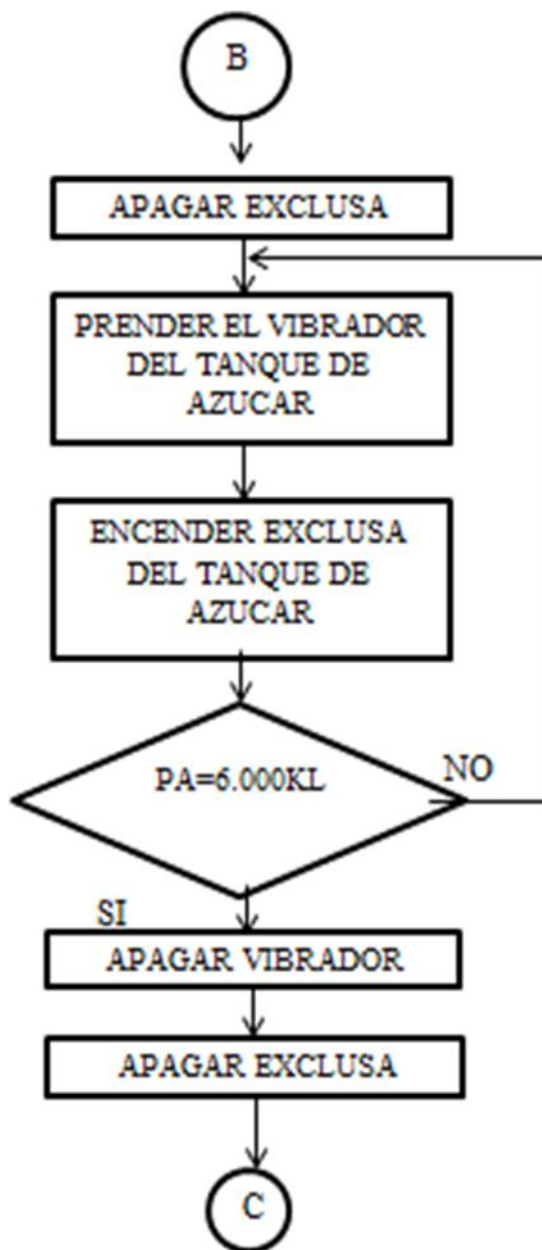 B
APAGAR EXCLUSA
PRENDER EL VIBRADOR
DEL TANQUE DE
AZUCAR
ENCENDER EXCLUSA
DEL TANQUE DE
AZUCAR
PA=6.000KL
NO
SI
APAGAR VIBRADOR
APAGAR EXCLUSA
C